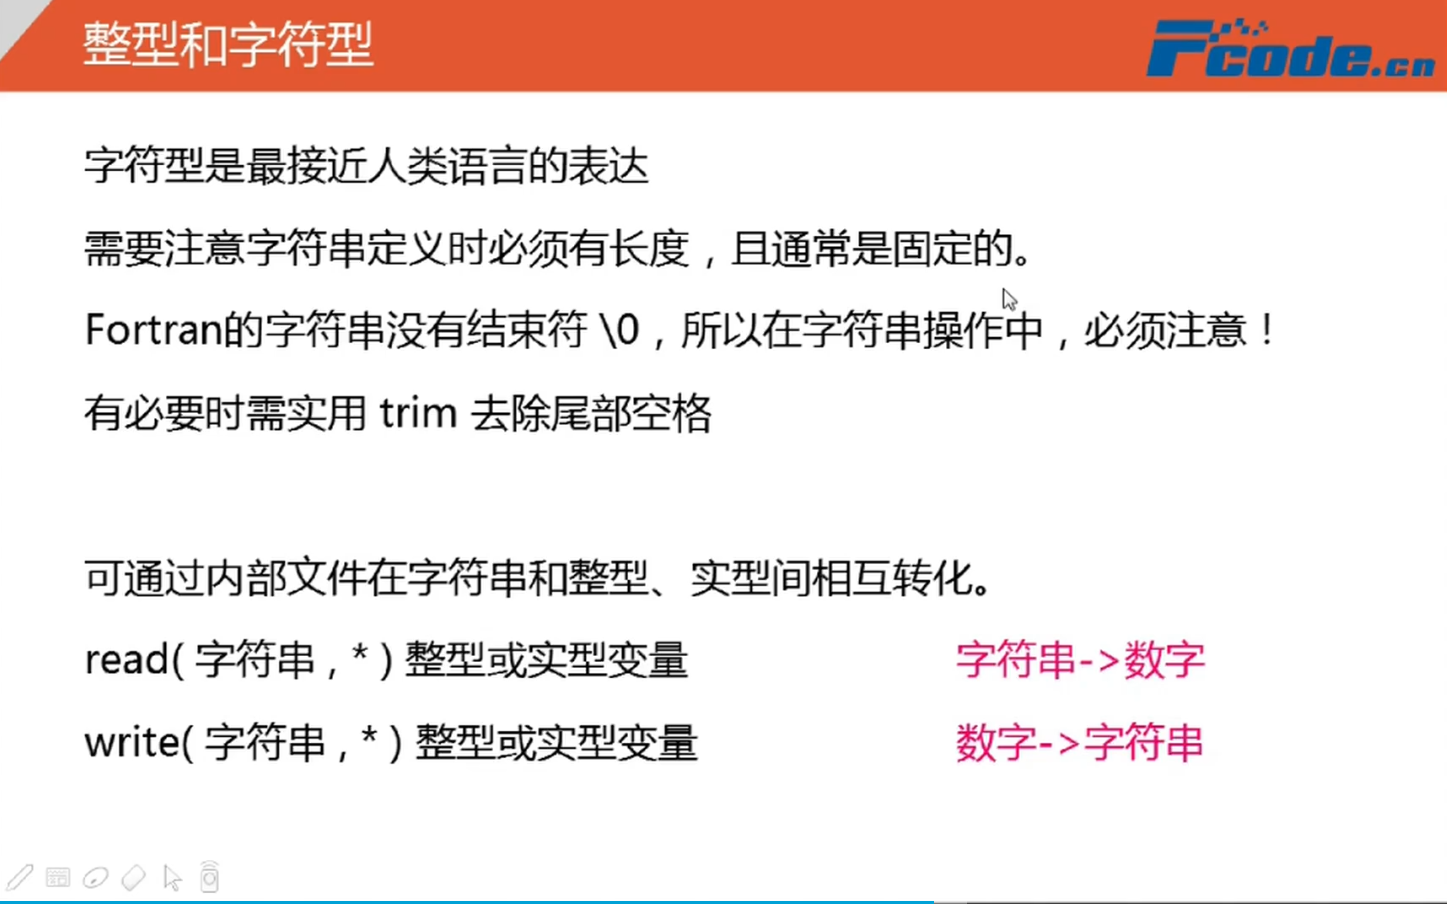 整型和字符型
Fcode.cn
字符型是最接近人类语言的表达
需要注意字符串定义时必须有长度，且通常是固定的。
Fortran的字符串没有结束符 \0，所以在字符串操作中，必须注意！
有必要时需实用 trim 去除尾部空格
可通过内部文件在字符串和整型、实型间相互转化。
read( 字符串 , * ) 整型或实型变量 字符串->数字
write( 字符串 , * ) 整型或实型变量 数字->字符串